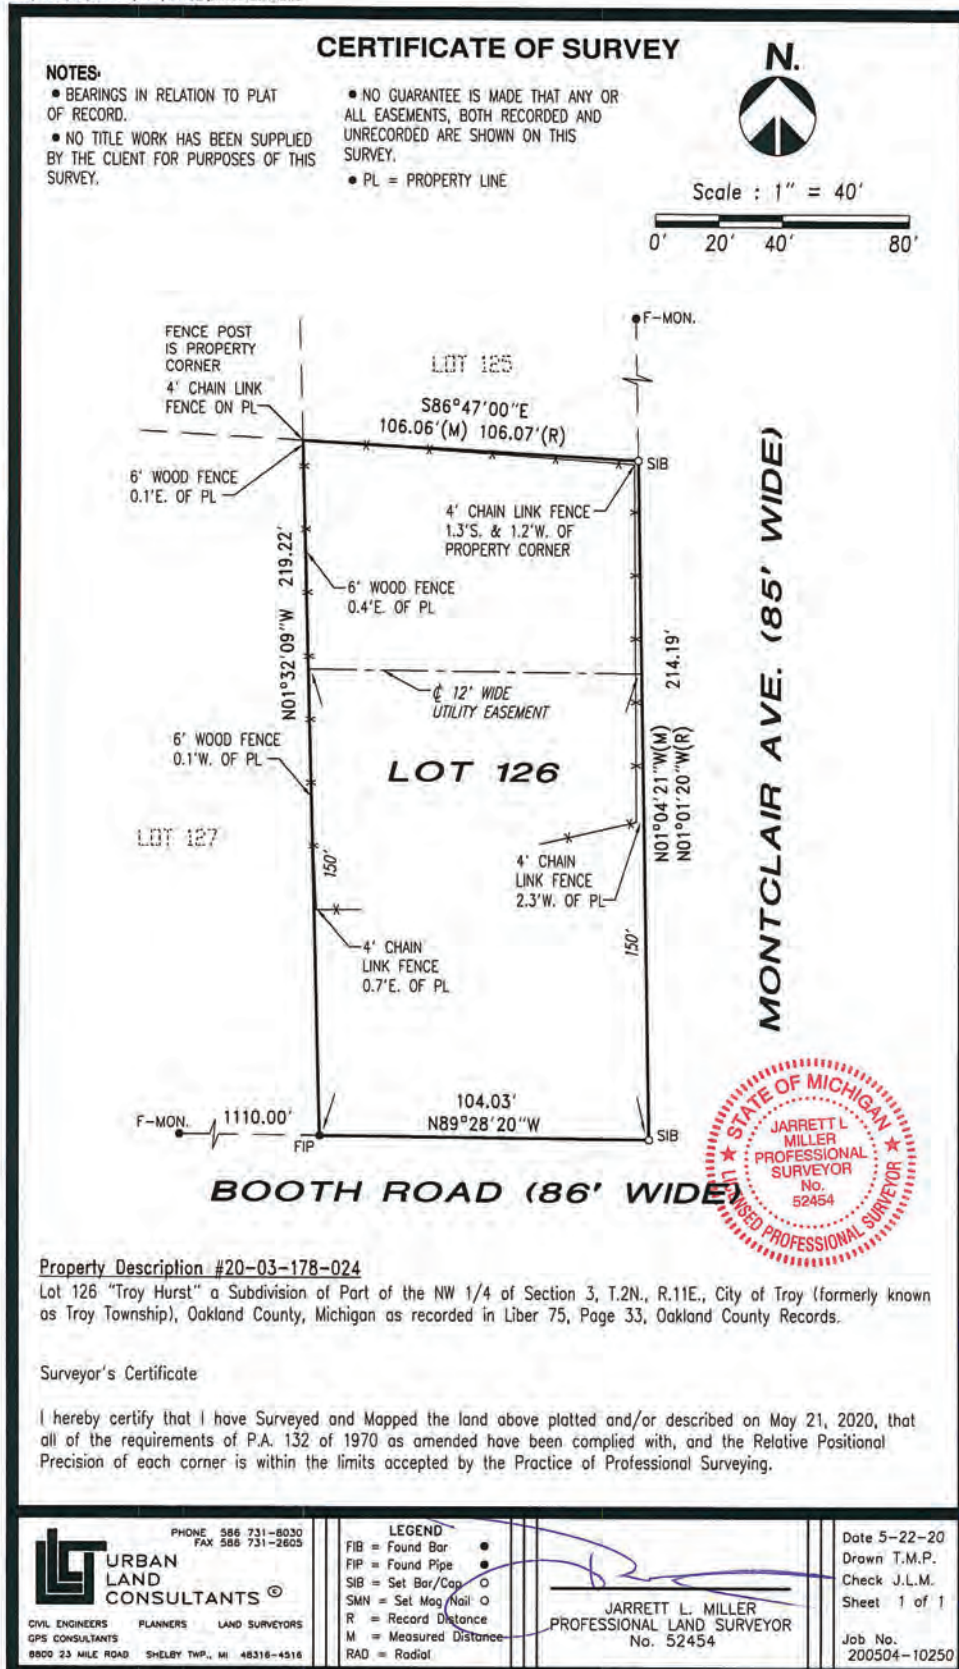 CERTIFICATE OF SURVEY
NOTES:
• BEARINGS IN RELATION TO PLAT
OF RECORD.
• NO TITLE WORK HAS BEEN SUPPLIED
BY THE CLIENT FOR PURPOSES OF THIS
SURVEY.
• NO GUARANTEE IS MADE THAT ANY OR
ALL EASEMENTS, BOTH RECORDED AND
UNRECORDED ARE SHOWN ON THIS
SURVEY.
• PL = PROPERTY LINE
N.
Scale : 1" = 40'
0' 20' 40' 80'
F-MON.
FENCE POST
IS PROPERTY
CORNER
4' CHAIN LINK
FENCE ON PL
LOT 125
S86°47'00"E
106.06'(M) 106.07'(R)
SIB
6' WOOD FENCE
0.1'E. OF PL
4' CHAIN LINK FENCE
1.3'S. & 1.2'W. OF
PROPERTY CORNER
N01°32'09"W 219.22'
6' WOOD FENCE
0.4'E. OF PL
℄ 12' WIDE
UTILITY EASEMENT
214.19'
N01°04'21"W(M)
N01°01'20"W(R)
MONTCLAIR AVE. (85' WIDE)
6' WOOD FENCE
0.1'W. OF PL
LOT 126
LOT 127
150'
4' CHAIN
LINK FENCE
2.3'W. OF PL
150'
4' CHAIN
LINK FENCE
0.7'E. OF PL
F-MON. 1110.00'
FIP
104.03'
N89°28'20"W
SIB
BOOTH ROAD (86' WIDE)
STATE OF MICHIGAN
JARRETT L
MILLER
PROFESSIONAL
SURVEYOR
No.
52454
LICENSED PROFESSIONAL SURVEYOR
Property Description #20-03-178-024
Lot 126 "Troy Hurst" a Subdivision of Part of the NW 1/4 of Section 3, T.2N., R.11E., City of Troy (formerly known
as Troy Township), Oakland County, Michigan as recorded in Liber 75, Page 33, Oakland County Records.
Surveyor's Certificate
I hereby certify that I have Surveyed and Mapped the land above platted and/or described on May 21, 2020, that
all of the requirements of P.A. 132 of 1970 as amended have been complied with, and the Relative Positional
Precision of each corner is within the limits accepted by the Practice of Professional Surveying.
PHONE 586 731-8030
FAX 586 731-2605
URBAN
LAND
CONSULTANTS ©
CIVIL ENGINEERS PLANNERS LAND SURVEYORS
GPS CONSULTANTS
8800 23 MILE ROAD SHELBY TWP., MI 48316-4516
LEGEND
FIB = Found Bar ●
FIP = Found Pipe ●
SIB = Set Bar/Cap ○
SMN = Set Mag Nail ○
R = Record Distance
M = Measured Distance
RAD = Radial
JARRETT L. MILLER
PROFESSIONAL LAND SURVEYOR
No. 52454
Date 5-22-20
Drawn T.M.P.
Check J.L.M.
Sheet 1 of 1
Job No.
200504-10250